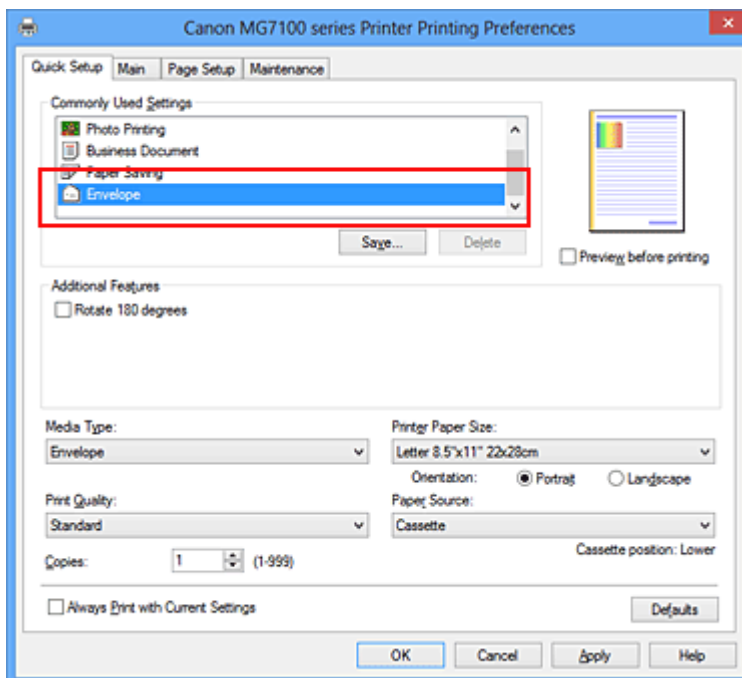 Canon MG7100 series Printer Printing Preferences
Quick Setup Main Page Setup Maintenance
Commonly Used Settings
Photo Printing
Business Document
Paper Saving
Envelope
Save... Delete
Preview before printing
Additional Features
Rotate 180 degrees
Media Type: Printer Paper Size:
Envelope Letter 8.5"x11" 22x28cm
Orientation: Portrait Landscape
Print Quality: Paper Source:
Standard Cassette
Cassette position: Lower
Copies: 1 (1-999)
Always Print with Current Settings Defaults
OK Cancel Apply Help